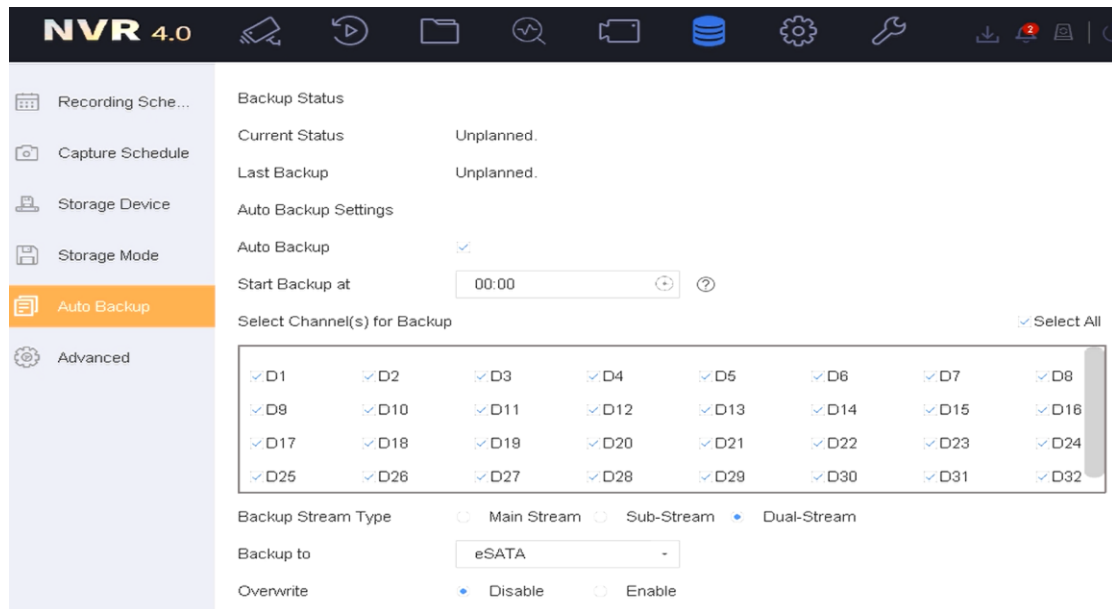 NVR 4.0
2
Recording Sche...
Capture Schedule
Storage Device
Storage Mode
Auto Backup
Advanced
Backup Status
Current Status Unplanned.
Last Backup Unplanned.
Auto Backup Settings
Auto Backup
Start Backup at 00:00 ?
Select Channel(s) for Backup Select All
D1 D2 D3 D4 D5 D6 D7 D8
D9 D10 D11 D12 D13 D14 D15 D16
D17 D18 D19 D20 D21 D22 D23 D24
D25 D26 D27 D28 D29 D30 D31 D32
Backup Stream Type Main Stream Sub-Stream Dual-Stream
Backup to eSATA
Overwrite Disable Enable